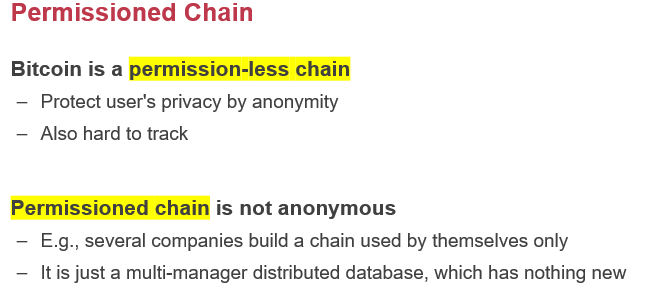 Permissioned Chain
Bitcoin is a permission-less chain
– Protect user's privacy by anonymity
– Also hard to track
Permissioned chain is not anonymous
– E.g., several companies build a chain used by themselves only
– It is just a multi-manager distributed database, which has nothing new